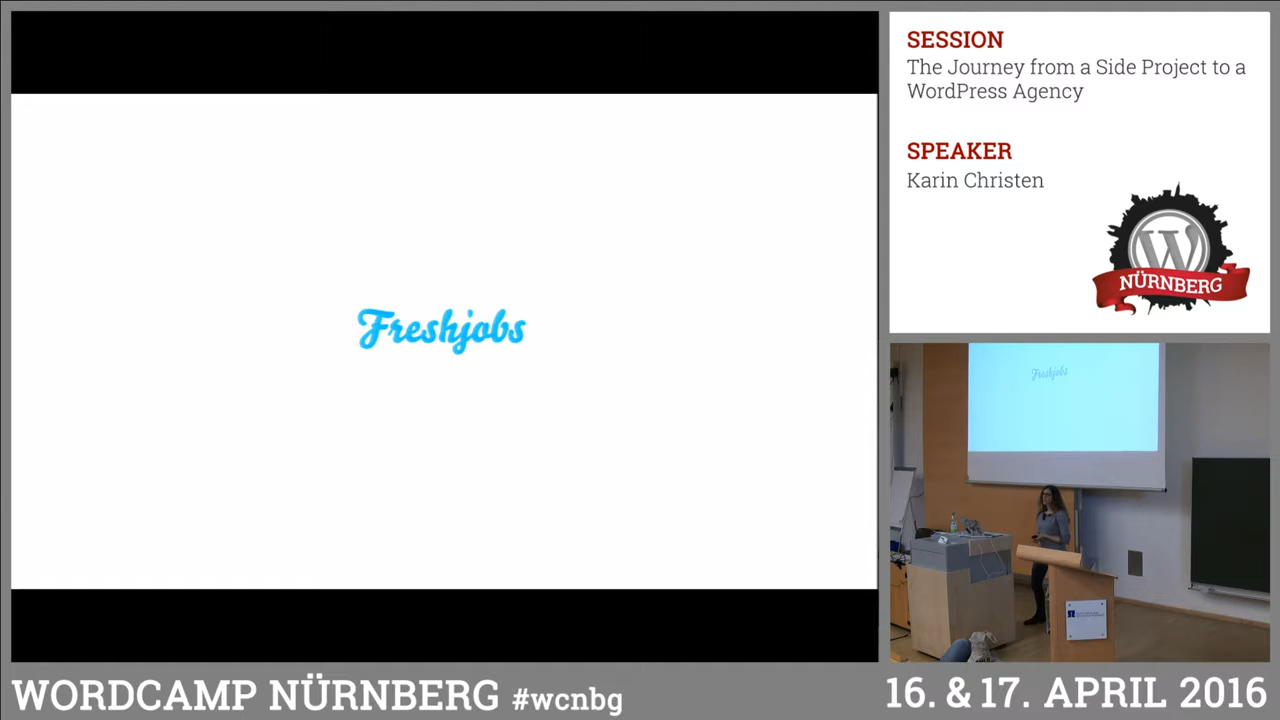 Freshjobs
SESSION
The Journey from a Side Project to a
WordPress Agency
SPEAKER
Karin Christen
W
NÜRNBERG
Freshjobs
WORDCAMP NÜRNBERG #wcnbg
16. & 17. APRIL 2016